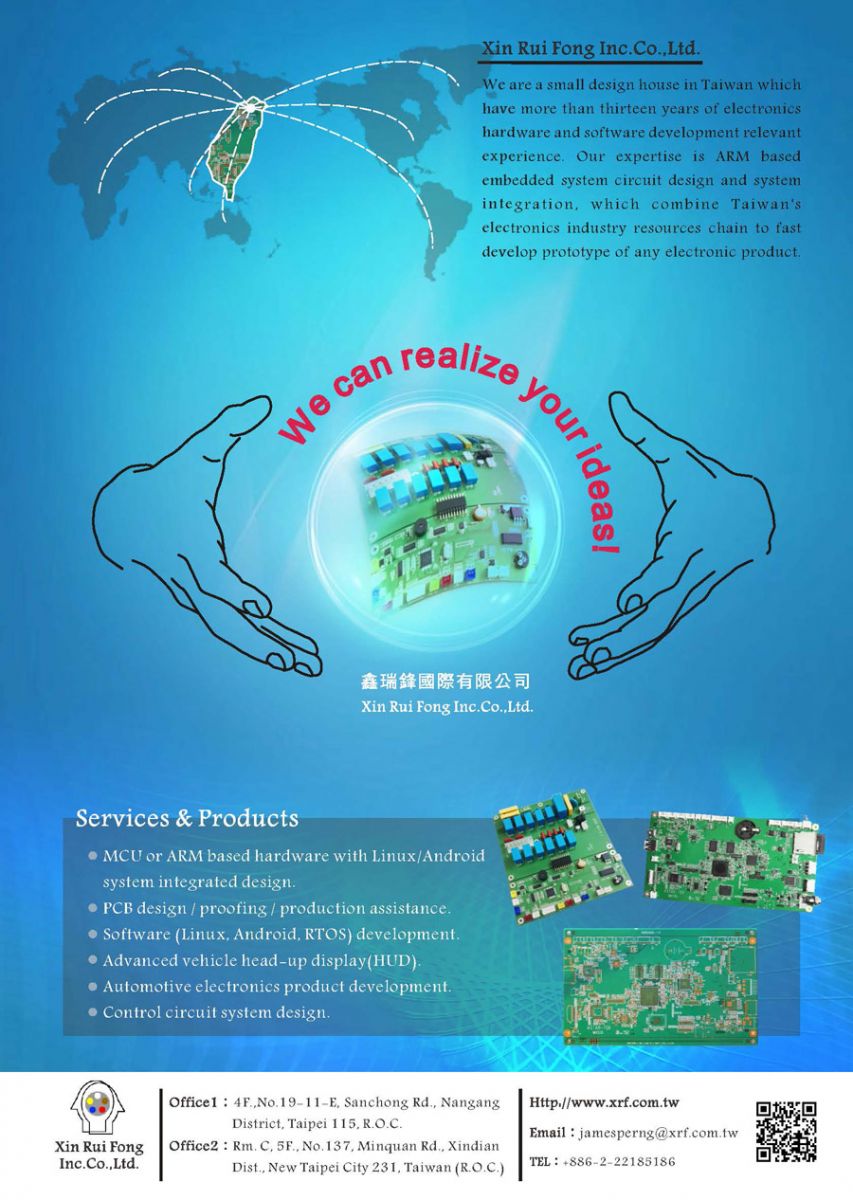 Xin Rui Fong Inc.Co.,Ltd.
We are a small design house in Taiwan which
have more than thirteen years of electronics
hardware and software development relevant
experience. Our expertise is ARM based
embedded system circuit design and system
integration, which combine Taiwan's
electronics industry resources chain to fast
develop prototype of any electronic product.
We can realize your ideas!
鑫瑞鋒國際有限公司
Xin Rui Fong Inc.Co.,Ltd.
Services & Products
MCU or ARM based hardware with Linux/Android
system integrated design.
PCB design / proofing / production assistance.
Software (Linux, Android, RTOS) development.
Advanced vehicle head-up display(HUD).
Automotive electronics product development.
Control circuit system design.
Xin Rui Fong
Inc.Co.,Ltd.
Office1：4F.,No.19-11-E, Sanchong Rd., Nangang
District, Taipei 115, R.O.C.
Office2：Rm. C, 5F., No.137, Minquan Rd., Xindian
Dist., New Taipei City 231, Taiwan (R.O.C.)
Http://www.xrf.com.tw
Email：jamesperng@xrf.com.tw
TEL：+886-2-22185186